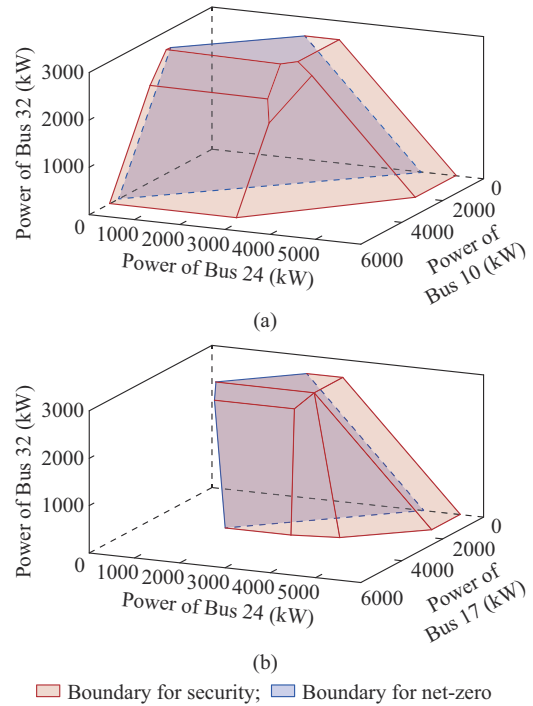 3000
2000
1000
0
Power of Bus 32 (kW)
1000
2000
3000
4000
5000
6000
Power of Bus 24 (kW)
0
2000
4000
Power of
Bus 10 (kW)
(a)
3000
2000
1000
0
Power of Bus 32 (kW)
1000
2000
3000
4000
5000
6000
Power of Bus 24 (kW)
0
2000
4000
Power of
Bus 17 (kW)
(b)
Boundary for security; Boundary for net-zero